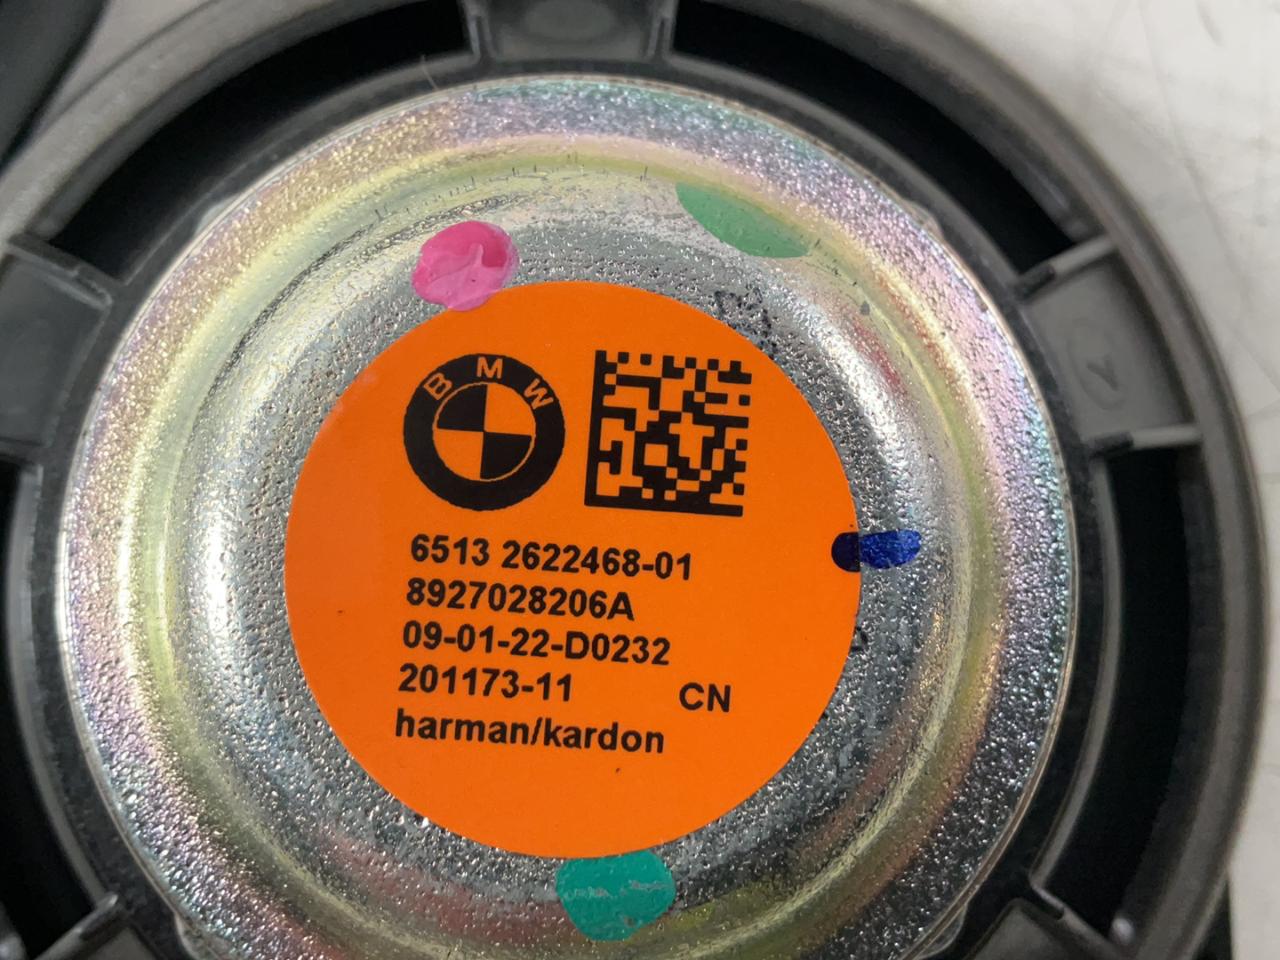 BMW
6513 2622468-01
8927028206A
09-01-22-D0232
201173-11 CN
harman/kardon